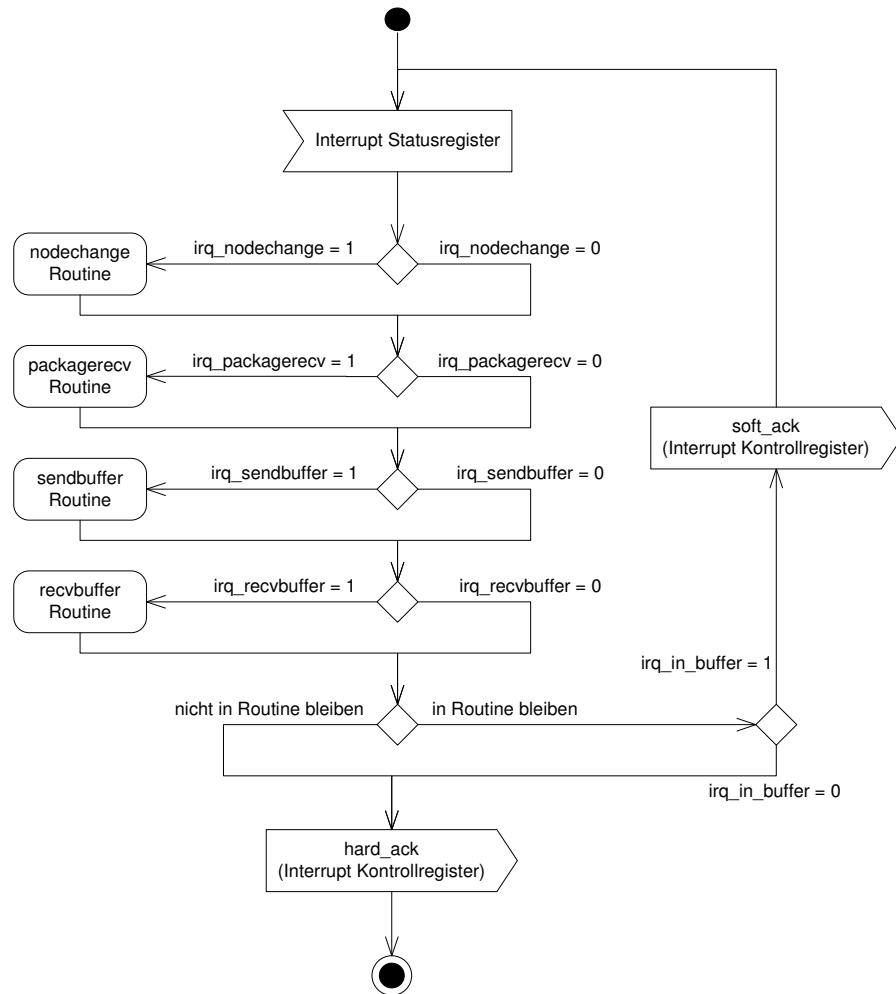 Interrupt Statusregister
irq_nodechange = 1
irq_nodechange = 0
nodechange
Routine
irq_packagerecv = 1
irq_packagerecv = 0
packagerecv
Routine
soft_ack
(Interrupt Kontrollregister)
irq_sendbuffer = 1
irq_sendbuffer = 0
sendbuffer
Routine
irq_recvbuffer = 1
irq_recvbuffer = 0
recvbuffer
Routine
irq_in_buffer = 1
nicht in Routine bleiben
in Routine bleiben
irq_in_buffer = 0
hard_ack
(Interrupt Kontrollregister)